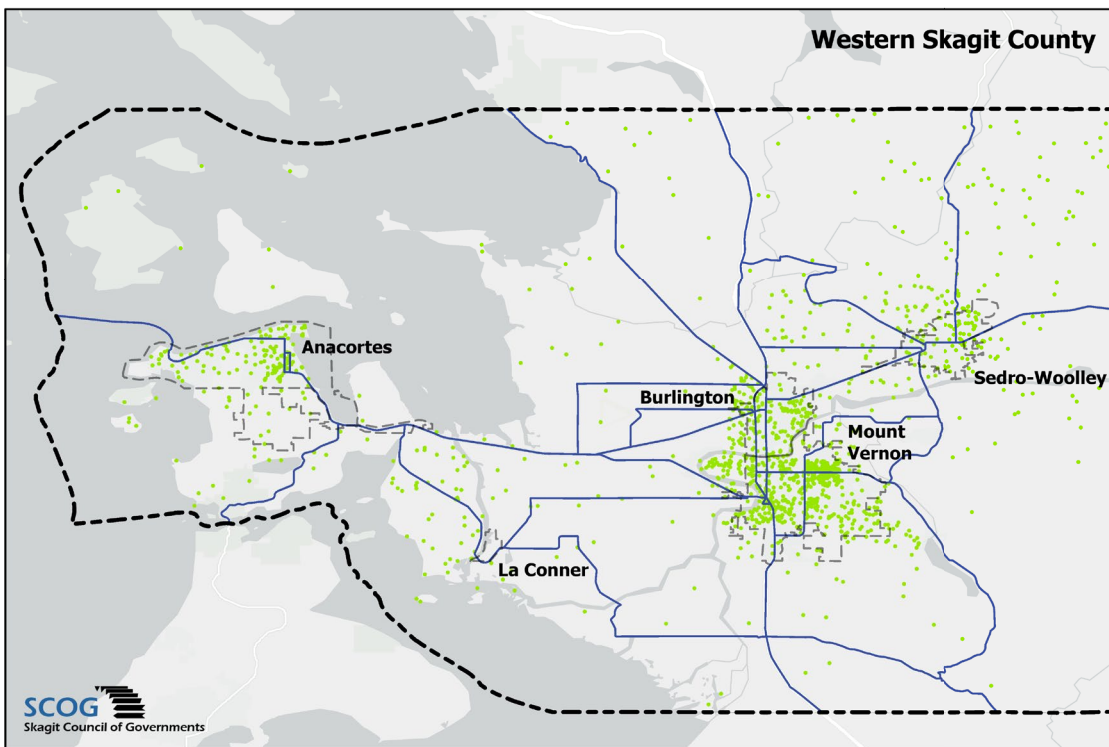 Western Skagit County
Anacortes
Sedro-Woolley
Burlington
Mount
Vernon
La Conner
SCOG
Skagit Council of Governments